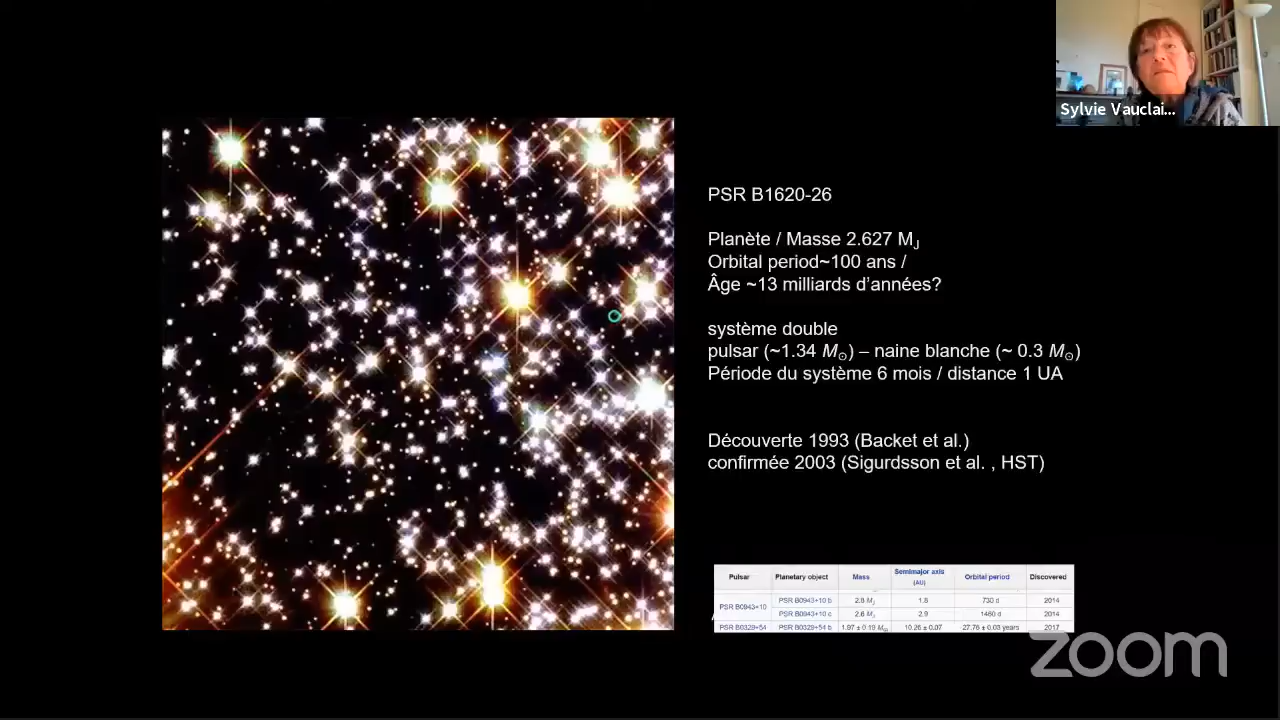 Sylvie Vauclai...
PSR B1620-26
Planète / Masse 2.627 MJ
Orbital period~100 ans /
Âge ~13 milliards d’années?
système double
pulsar (~1.34 M☉) – naine blanche (~ 0.3 M☉)
Période du système 6 mois / distance 1 UA
Découverte 1993 (Backet et al.)
confirmée 2003 (Sigurdsson et al. , HST)
Pulsar Planetary object Mass Semimajor axis (AU) Orbital period Discovered
PSR B0943+10 PSR B0943+10 b 2.8 MJ 1.8 730 d 2014
PSR B0943+10 c 2.6 MJ 2.9 1460 d 2014
PSR B0329+54 PSR B0329+54 b 1.97 ± 0.19 M⊕ 10.26 ± 0.07 27.76 ± 0.03 years 2017
zoom